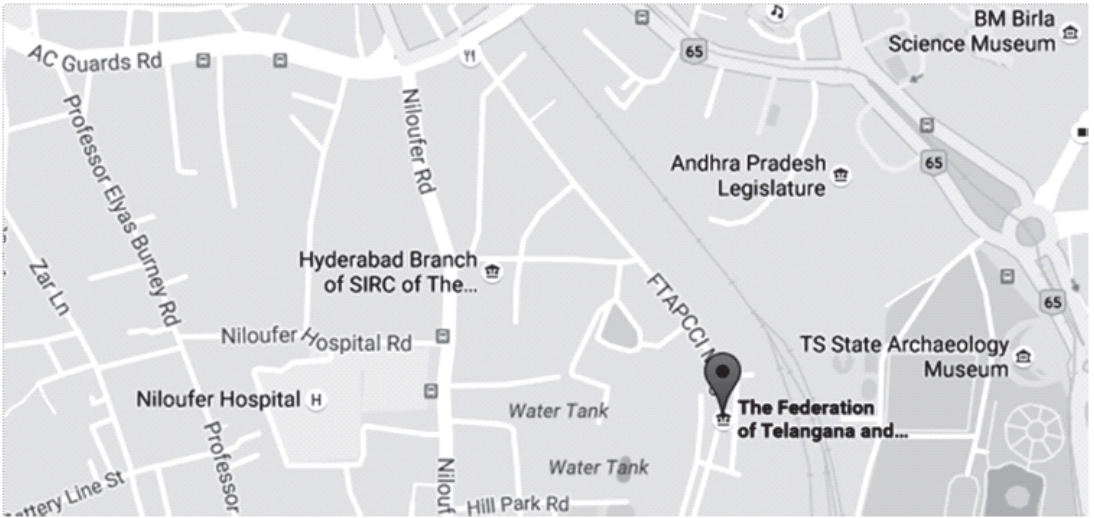 BM Birla
Science Museum
AC Guards Rd
65
Professor Elyas Burney Rd
Niloufer Rd
Andhra Pradesh
Legislature
65
Zar Ln
Hyderabad Branch
of SIRC of The...
FTAPCCI
65
Niloufer Hospital Rd
TS State Archaeology
Museum
Niloufer Hospital
H
Water Tank
The Federation
of Telangana and...
Professor
Water Tank
Nilouf
attery Line St
Hill Park Rd